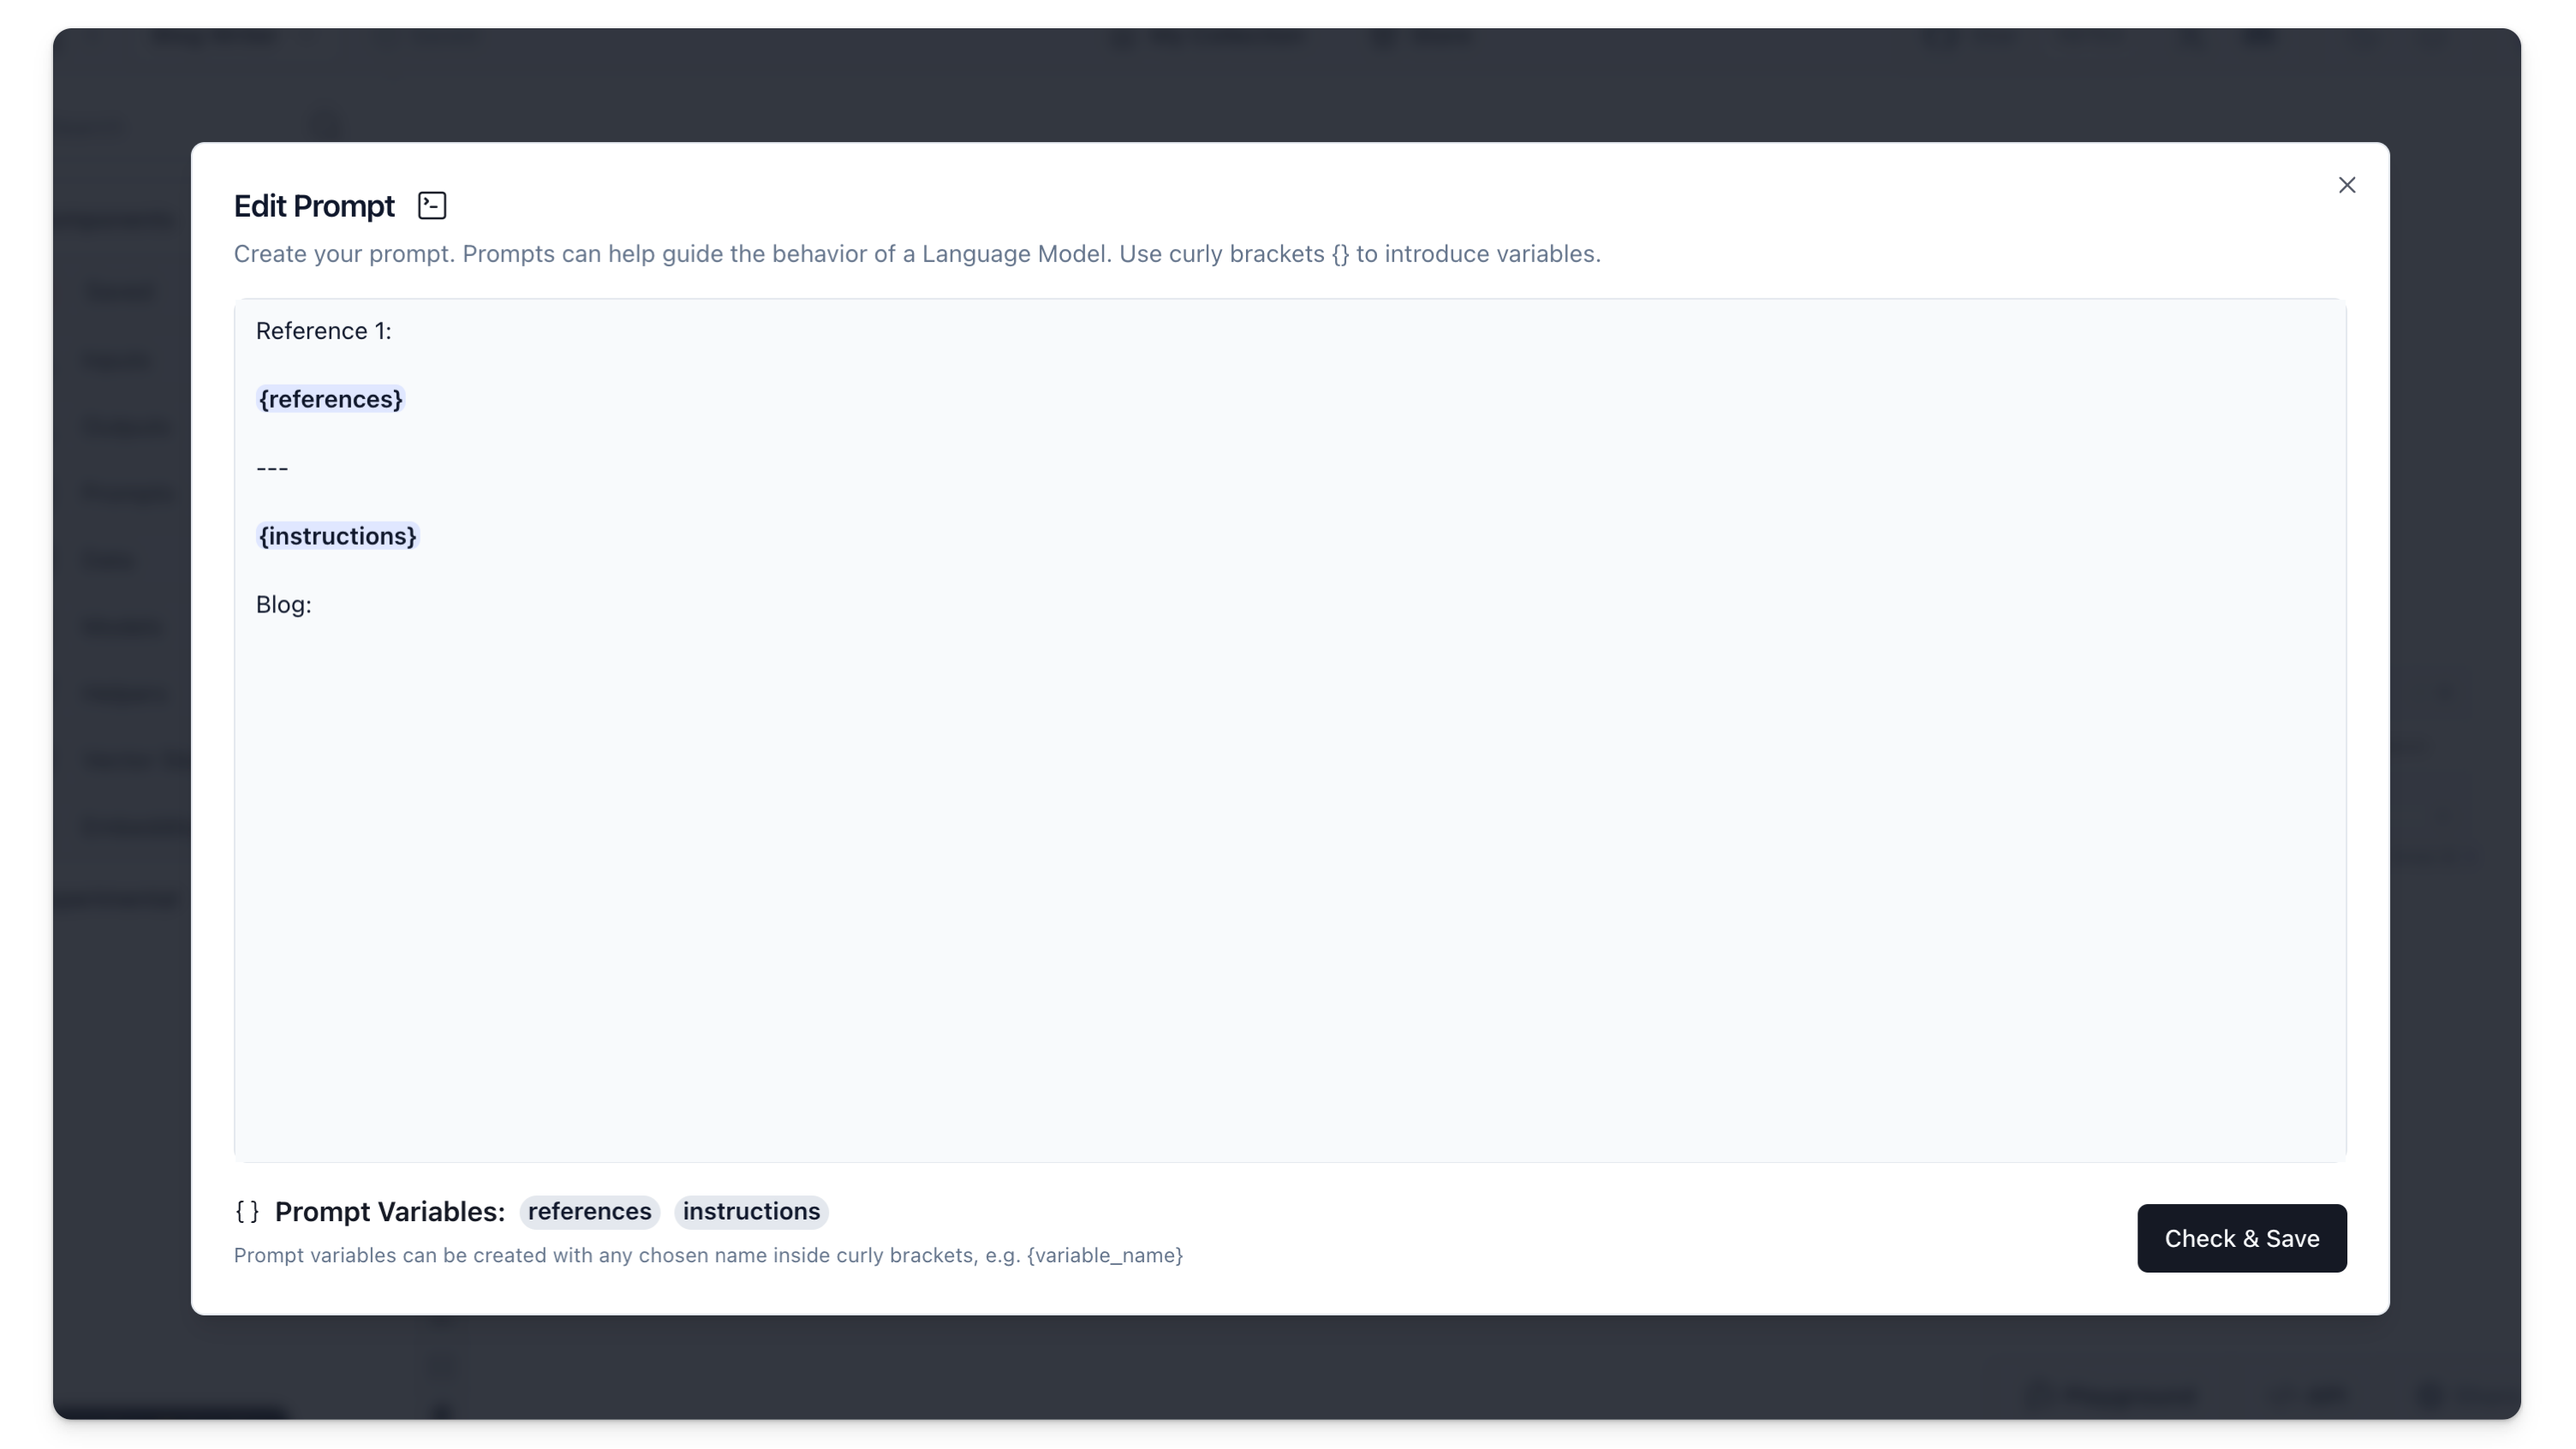 Edit Prompt
Create your prompt. Prompts can help guide the behavior of a Language Model. Use curly brackets {} to introduce variables.
Reference 1:
{references}
---
{instructions}
Blog:
{} Prompt Variables: references instructions
Prompt variables can be created with any chosen name inside curly brackets, e.g. {variable_name}
Check & Save